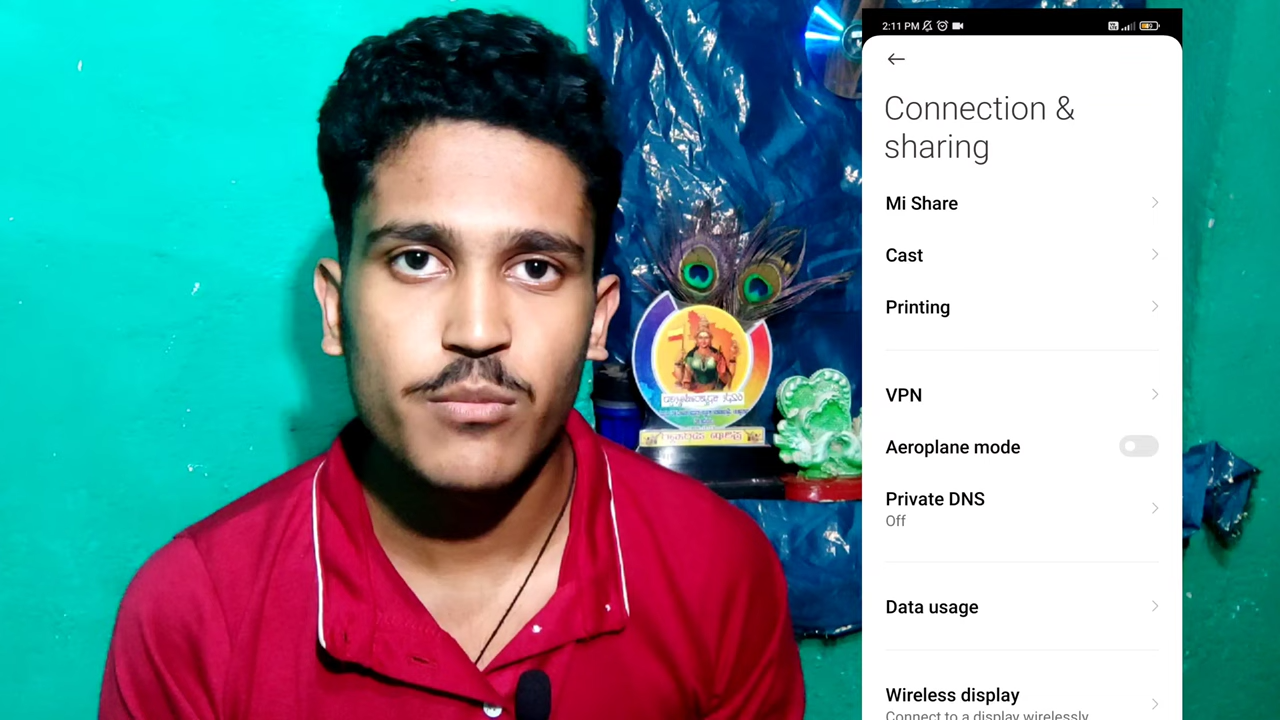 2:11 PM
Connection &
sharing
Mi Share
Cast
Printing
VPN
Aeroplane mode
Private DNS
Off
Data usage
Wireless display
Connect to a display wirelessly